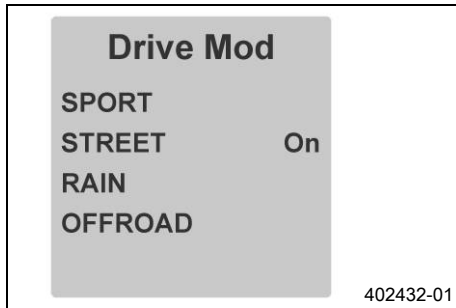 Drive Mod
SPORT
STREET On
RAIN
OFFROAD
402432-01